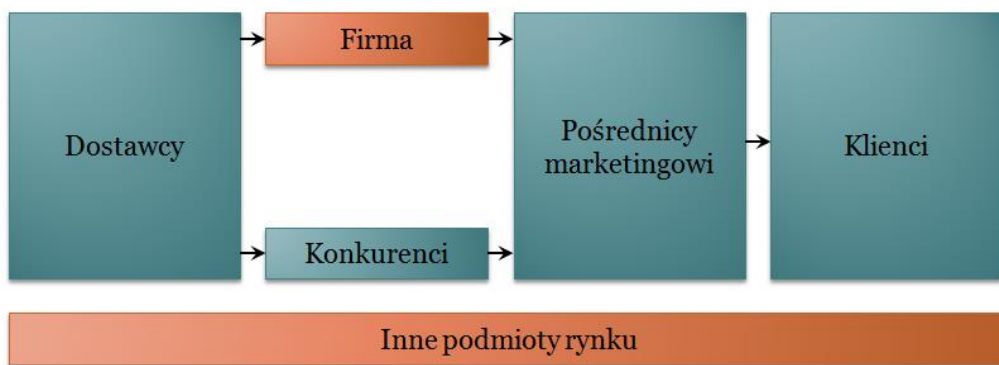 Dostawcy
Firma
Konkurenci
Pośrednicy
marketingowi
Klienci
Inne podmioty rynku